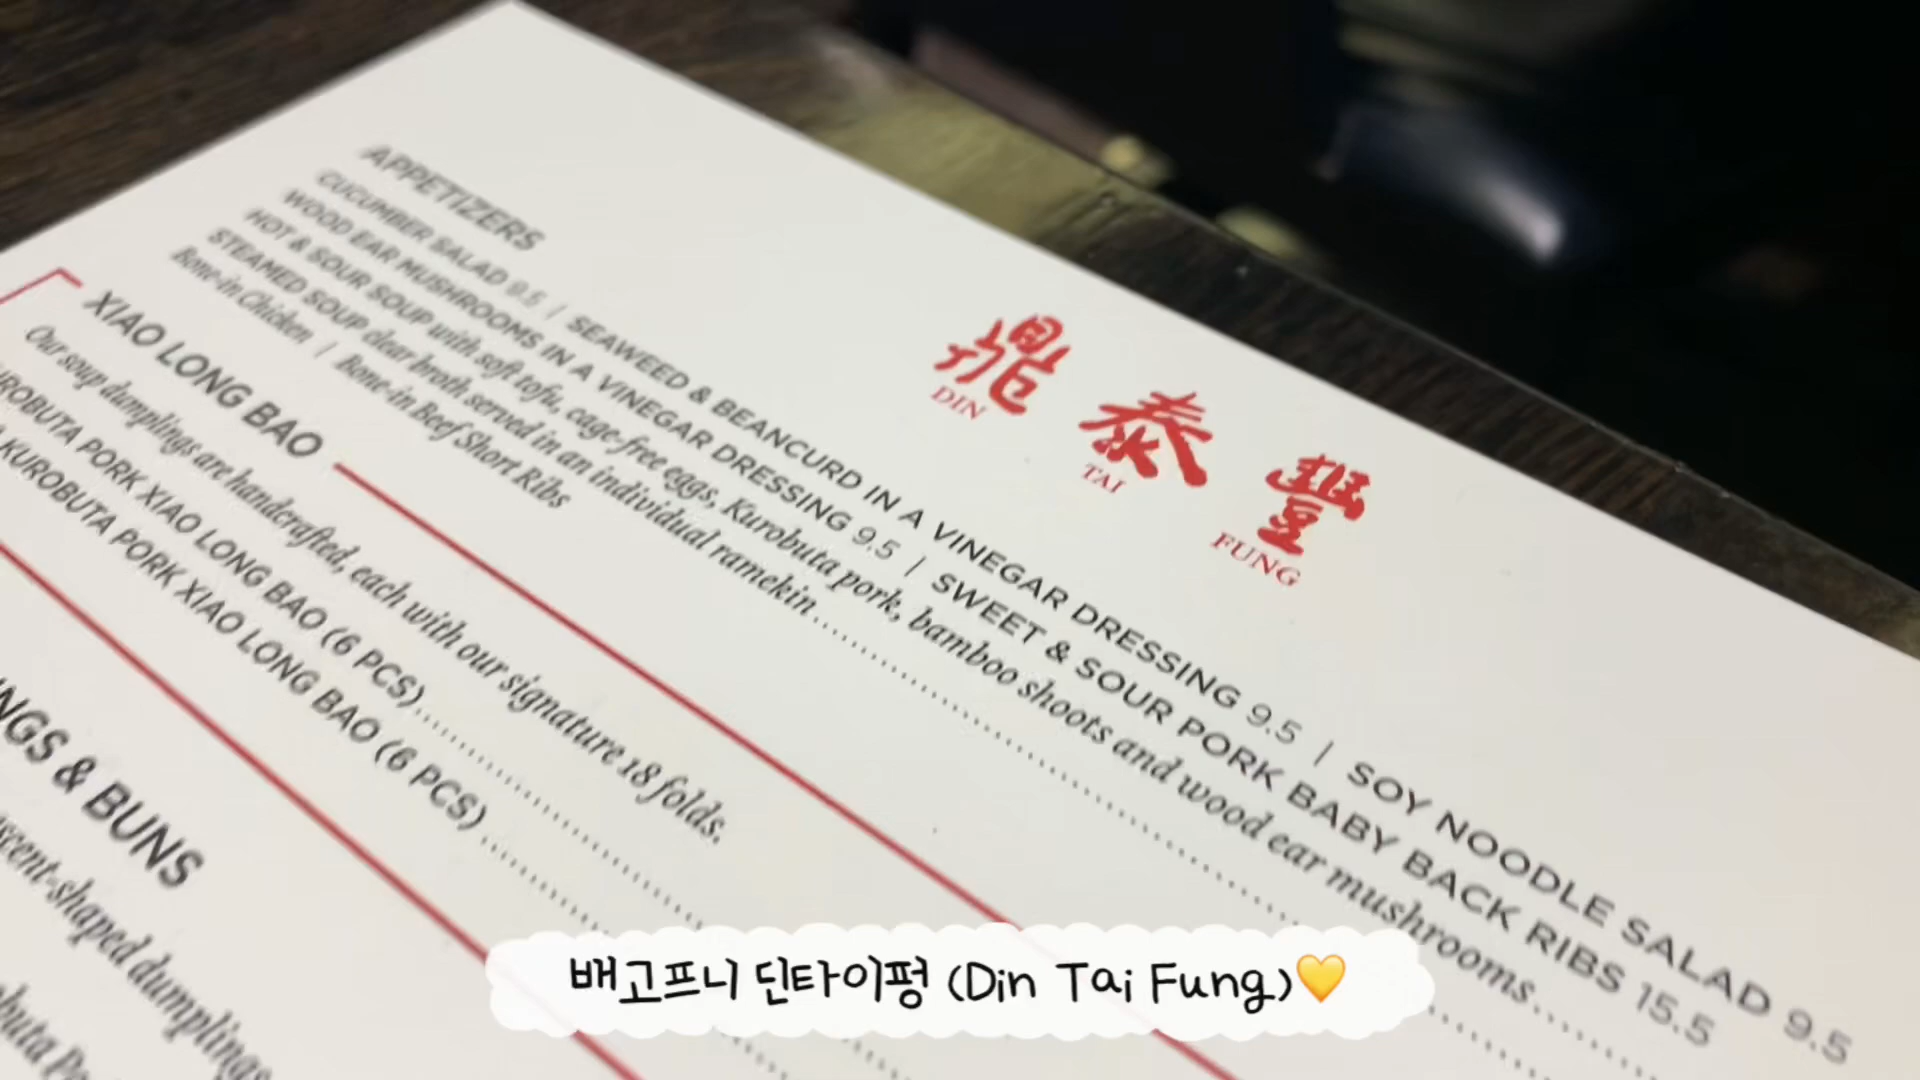 鼎泰豐
DIN TAI FUNG
APPETIZERS
CUCUMBER SALAD 9.5 | SEAWEED & BEANCURD IN A VINEGAR DRESSING 9.5 | SOY NOODLE SALAD 9.5
WOOD EAR MUSHROOMS IN A VINEGAR DRESSING 9.5 | SWEET & SOUR PORK BABY BACK RIBS 15.5
HOT & SOUR SOUP with soft tofu, cage-free eggs, Kurobuta pork, bamboo shoots and wood ear mushrooms
STEAMED SOUP clear broth served in an individual ramekin
Bone-in Chicken | Bone-in Beef Short Ribs
XIAO LONG BAO
Our soup dumplings are handcrafted, each with our signature 18 folds.
PORK XIAO LONG BAO (6 PCS)
KUROBUTA PORK XIAO LONG BAO (6 PCS)
& BUNS
dumplings
배고프니 딘타이펑 (Din Tai Fung)💛